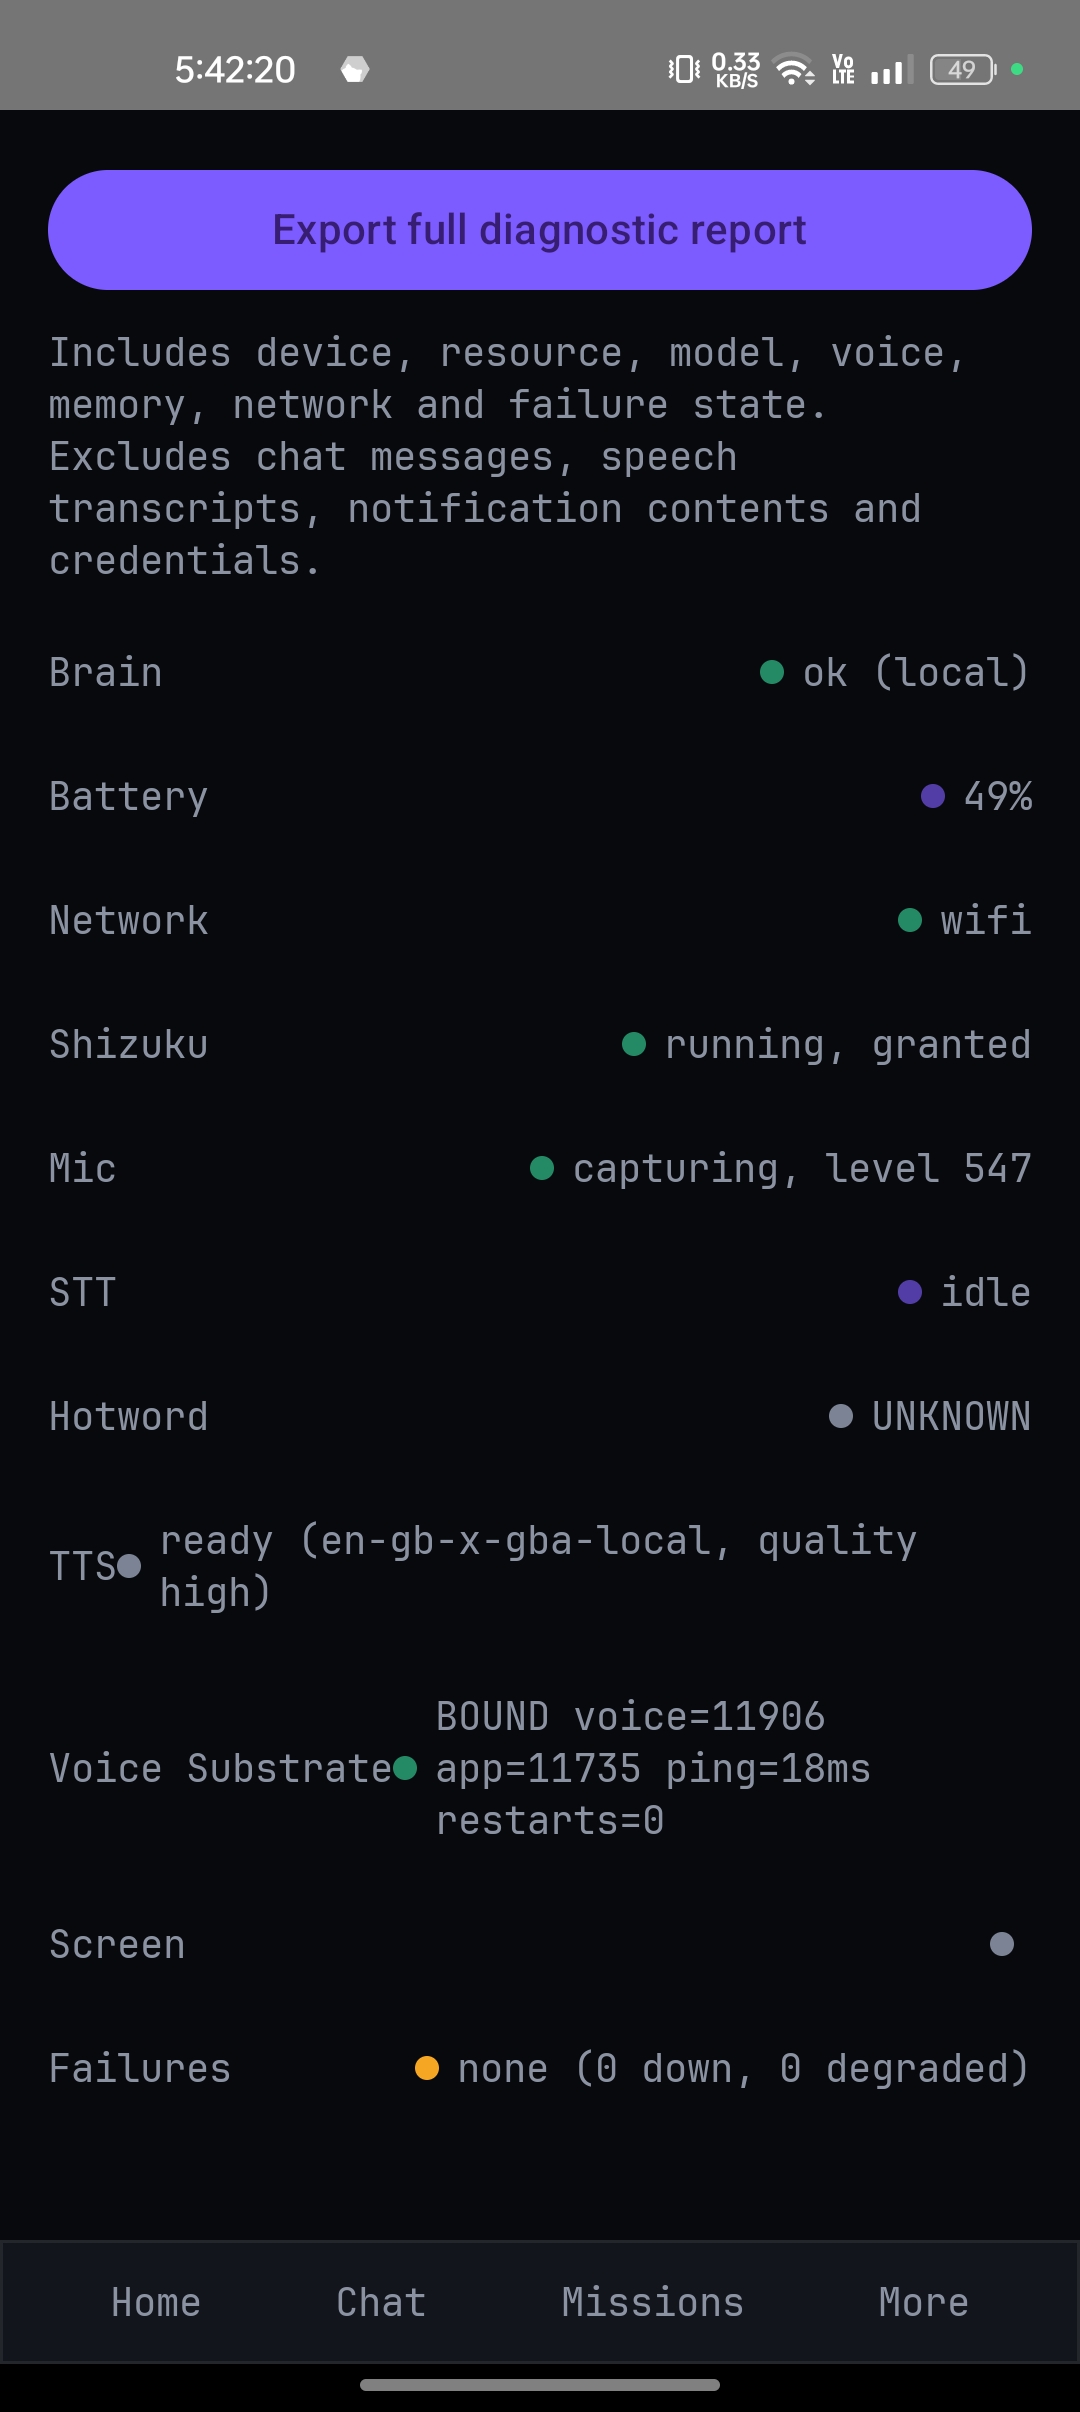 5:42:20
0.33 KB/S
Vo LTE
49
Export full diagnostic report
Includes device, resource, model, voice,
memory, network and failure state.
Excludes chat messages, speech
transcripts, notification contents and
credentials.
Brain ok (local)
Battery 49%
Network wifi
Shizuku running, granted
Mic capturing, level 547
STT idle
Hotword UNKNOWN
TTS ready (en-gb-x-gba-local, quality
high)
Voice Substrate BOUND voice=11906
app=11735 ping=18ms
restarts=0
Screen
Failures none (0 down, 0 degraded)
Home Chat Missions More